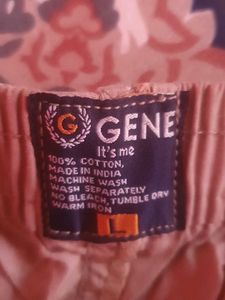 G GENE
It's me
100% COTTON,
MADE IN INDIA
MACHINE WASH
WASH SEPARATELY
NO BLEACH, TUMBLE DRY
WARM IRON
L